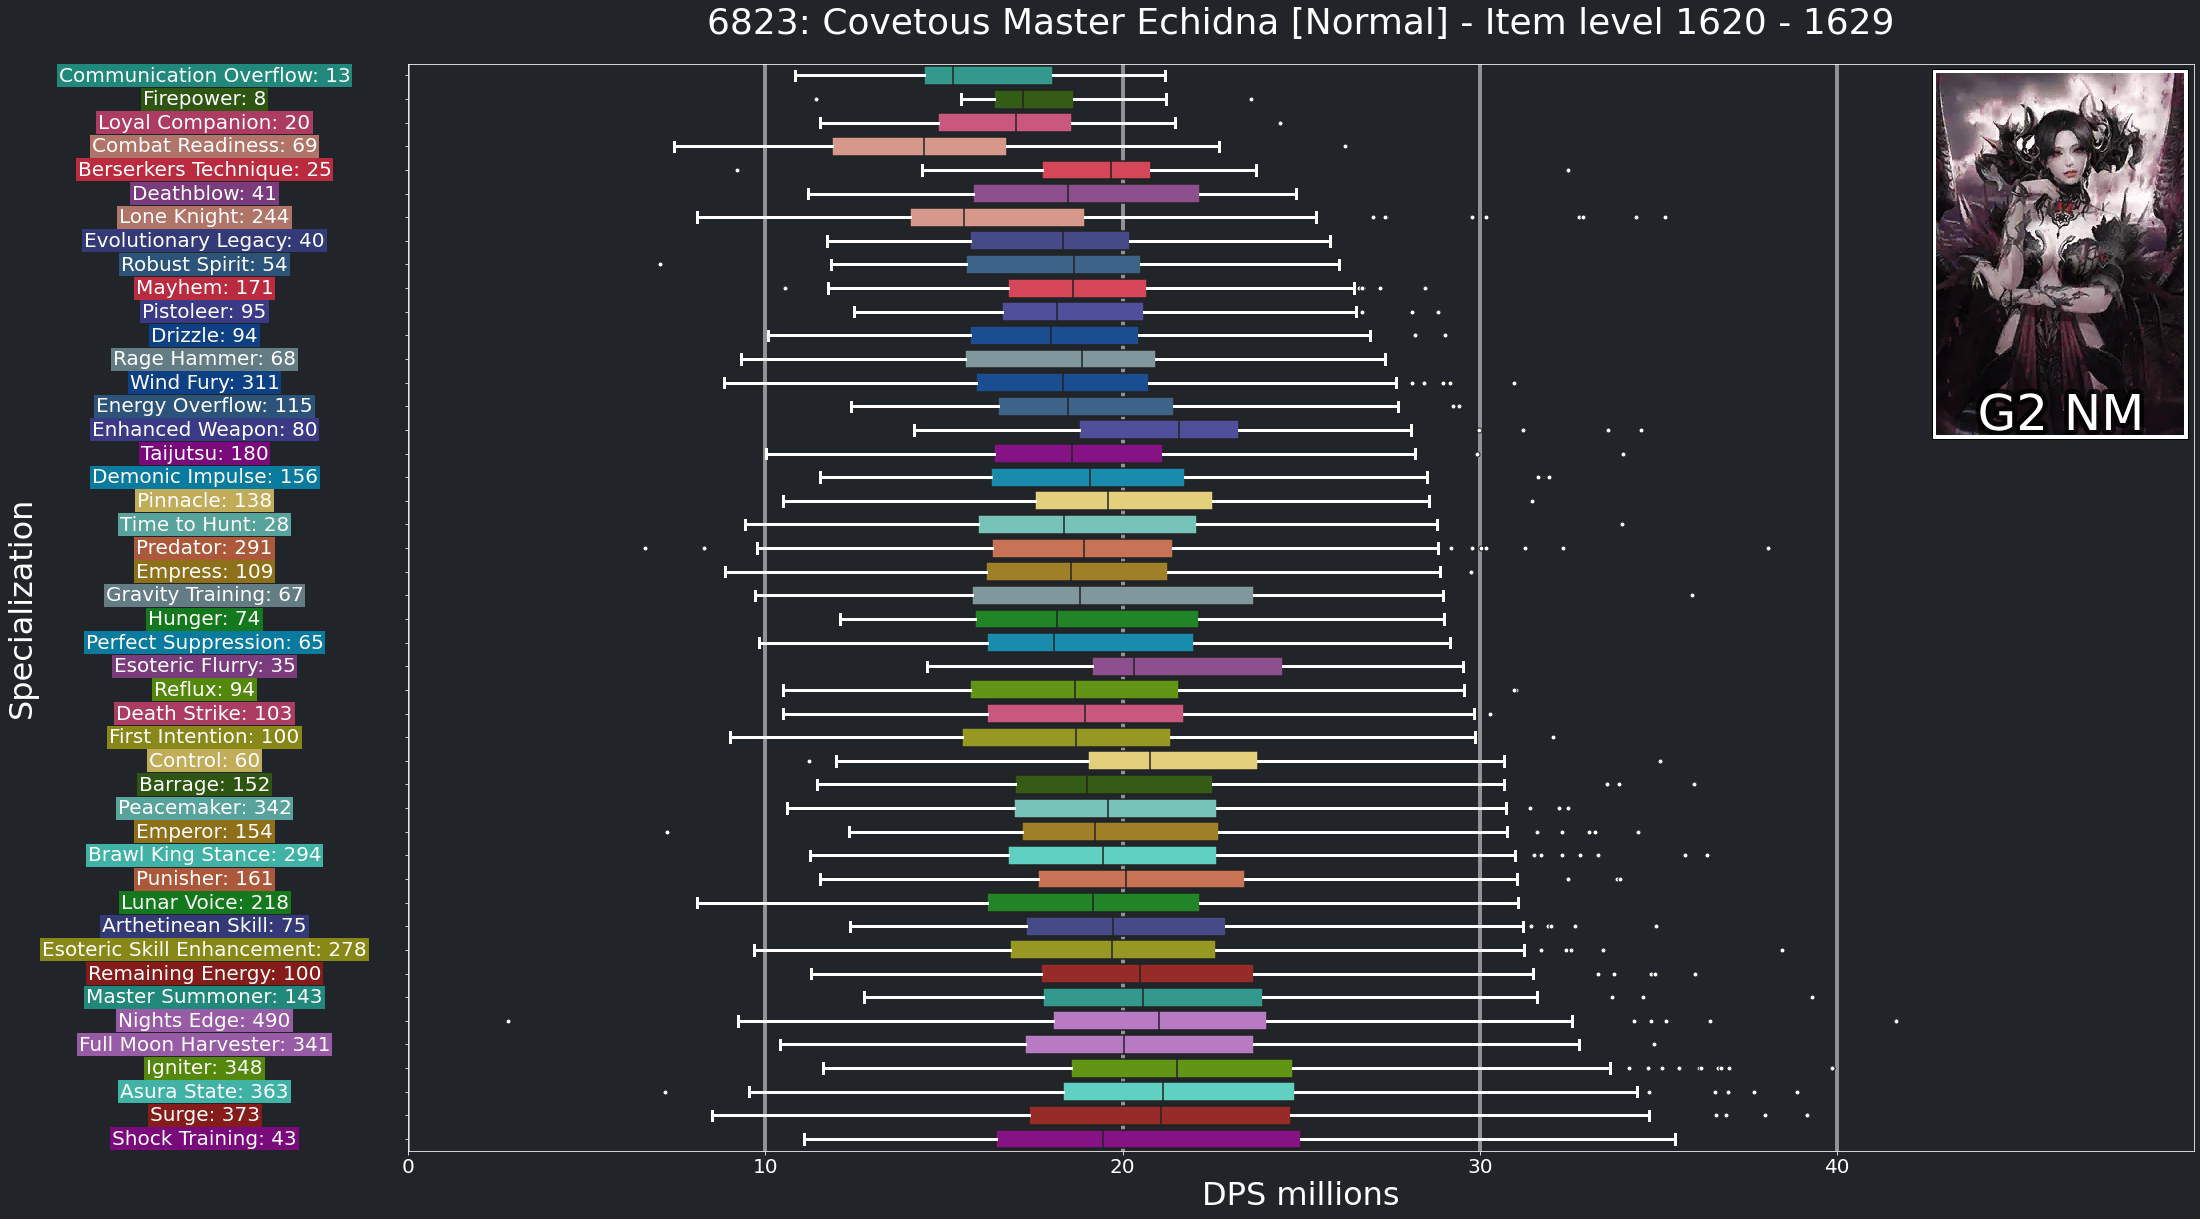 6823: Covetous Master Echidna [Normal] - Item level 1620 - 1629
Communication Overflow: 13
Firepower: 8
Loyal Companion: 20
Combat Readiness: 69
Berserkers Technique: 25
Deathblow: 41
Lone Knight: 244
Evolutionary Legacy: 40
Robust Spirit: 54
Mayhem: 171
Pistoleer: 95
Drizzle: 94
Rage Hammer: 68
Wind Fury: 311
Energy Overflow: 115
Enhanced Weapon: 80
Taijutsu: 180
Demonic Impulse: 156
Pinnacle: 138
Time to Hunt: 28
Predator: 291
Empress: 109
Gravity Training: 67
Hunger: 74
Perfect Suppression: 65
Esoteric Flurry: 35
Reflux: 94
Death Strike: 103
First Intention: 100
Control: 60
Barrage: 152
Peacemaker: 342
Emperor: 154
Brawl King Stance: 294
Punisher: 161
Lunar Voice: 218
Arthetinean Skill: 75
Esoteric Skill Enhancement: 278
Remaining Energy: 100
Master Summoner: 143
Nights Edge: 490
Full Moon Harvester: 341
Igniter: 348
Asura State: 363
Surge: 373
Shock Training: 43
Specialization
G2 NM
0 10 20 30 40
DPS millions